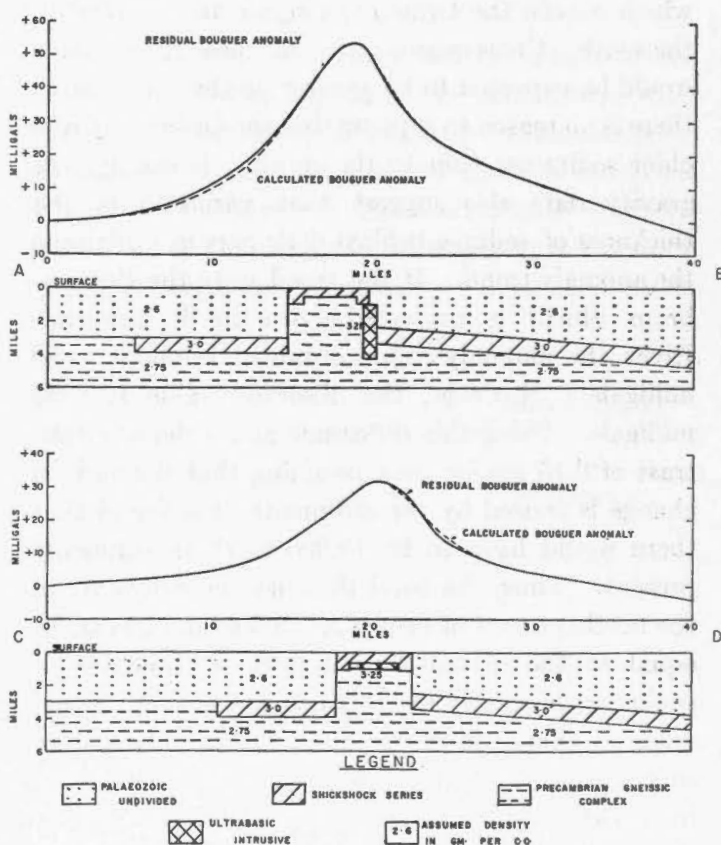 +60
RESIDUAL BOUGUER ANOMALY
+50
+40
+30
+20
CALCULATED BOUGUER ANOMALY
+10
0
-10
MILLIGALS
0 10 20 30 40
MILES
A B
SURFACE
0
2
4
6
MILES
2·6 2·6
3·0 3·0
2·75 2·75
+40
+30
RESIDUAL BOUGUER ANOMALY
+20
CALCULATED BOUGUER ANOMALY
+10
0
-10
MILLIGALS
0 10 20 30 40
MILES
C D
SURFACE
0
2
4
6
MILES
2·6 3·25 2·6
3·0 3·0
2·75 2·75
LEGEND
PALAEOZOIC UNDIVIDED
SHICKSHOCK SERIES
PRECAMBRIAN GNEISSIC COMPLEX
ULTRABASIC INTRUSIVE
2·6 ASSUMED DENSITY IN GM. PER CC